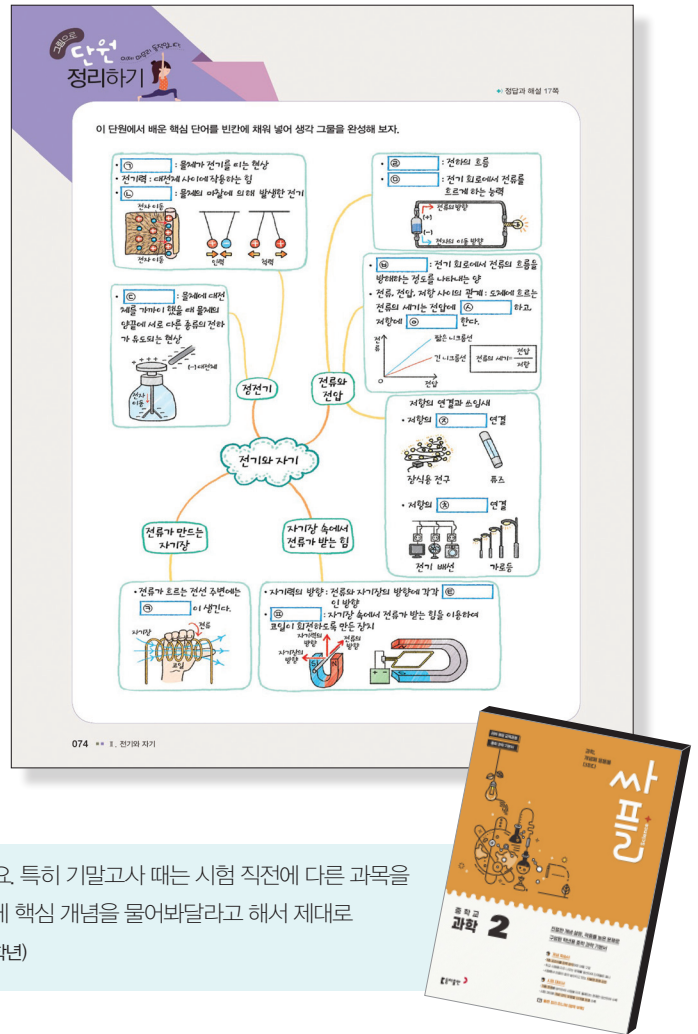 그림으로
단원
정리하기
정답과 해설 17쪽
이 단원에서 배운 핵심 단어를 빈칸에 채워 넣어 생각 그물을 완성해 보자.
• ㉠ : 물체가 전기를 띠는 현상
• 전기력 : 대전체 사이에 작용하는 힘
• ㉡ : 물체의 마찰에 의해 발생한 전기
전자 이동
전자 이동
인력
척력
• ㉢ : 물체에 대전
체를 가까이 했을 때 물체의
양끝에 서로 다른 종류의 전하
가 유도되는 현상
(-) 대전체
전자
이동
정전기
• ㉣ : 전하의 흐름
• ㉤ : 전기 회로에서 전류를
흐르게 하는 능력
전류의 방향
(+)
(-)
전자의 이동 방향
• ㉥ : 전기 회로에서 전류의 흐름을
방해하는 정도를 나타내는 양
• 전류, 전압, 저항 사이의 관계 : 도체에 흐르는
전류의 세기는 전압에 ㉦ 하고,
저항에 ㉧ 한다.
전류
짧은 니크롬선
긴 니크롬선
전류의 세기= 전압
저항
O
전압
전류와
전압
저항의 연결과 쓰임새
• 저항의 ㉨ 연결
장식용 전구
퓨즈
• 저항의 ㉩ 연결
전기 배선
가로등
전기와 자기
전류가 만드는
자기장
자기장 속에서
전류가 받는 힘
• 전류가 흐르는 전선 주변에는
㉪ 이 생긴다.
자기장
전류
코일
• 자기력의 방향 : 전류와 자기장의 방향에 각각 ㉫
인 방향
• ㉬ : 자기장 속에서 전류가 받는 힘을 이용하여
코일이 회전하도록 만든 장치
자기력의
방향
전류의
방향
자기장의
방향
074 Ⅱ. 전기와 자기
요. 특히 기말고사 때는 시험 직전에 다른 과목을
에 핵심 개념을 물어봐달라고 해서 제대로
학년)
과학,
싸플
중학교
과학 2
동아출판